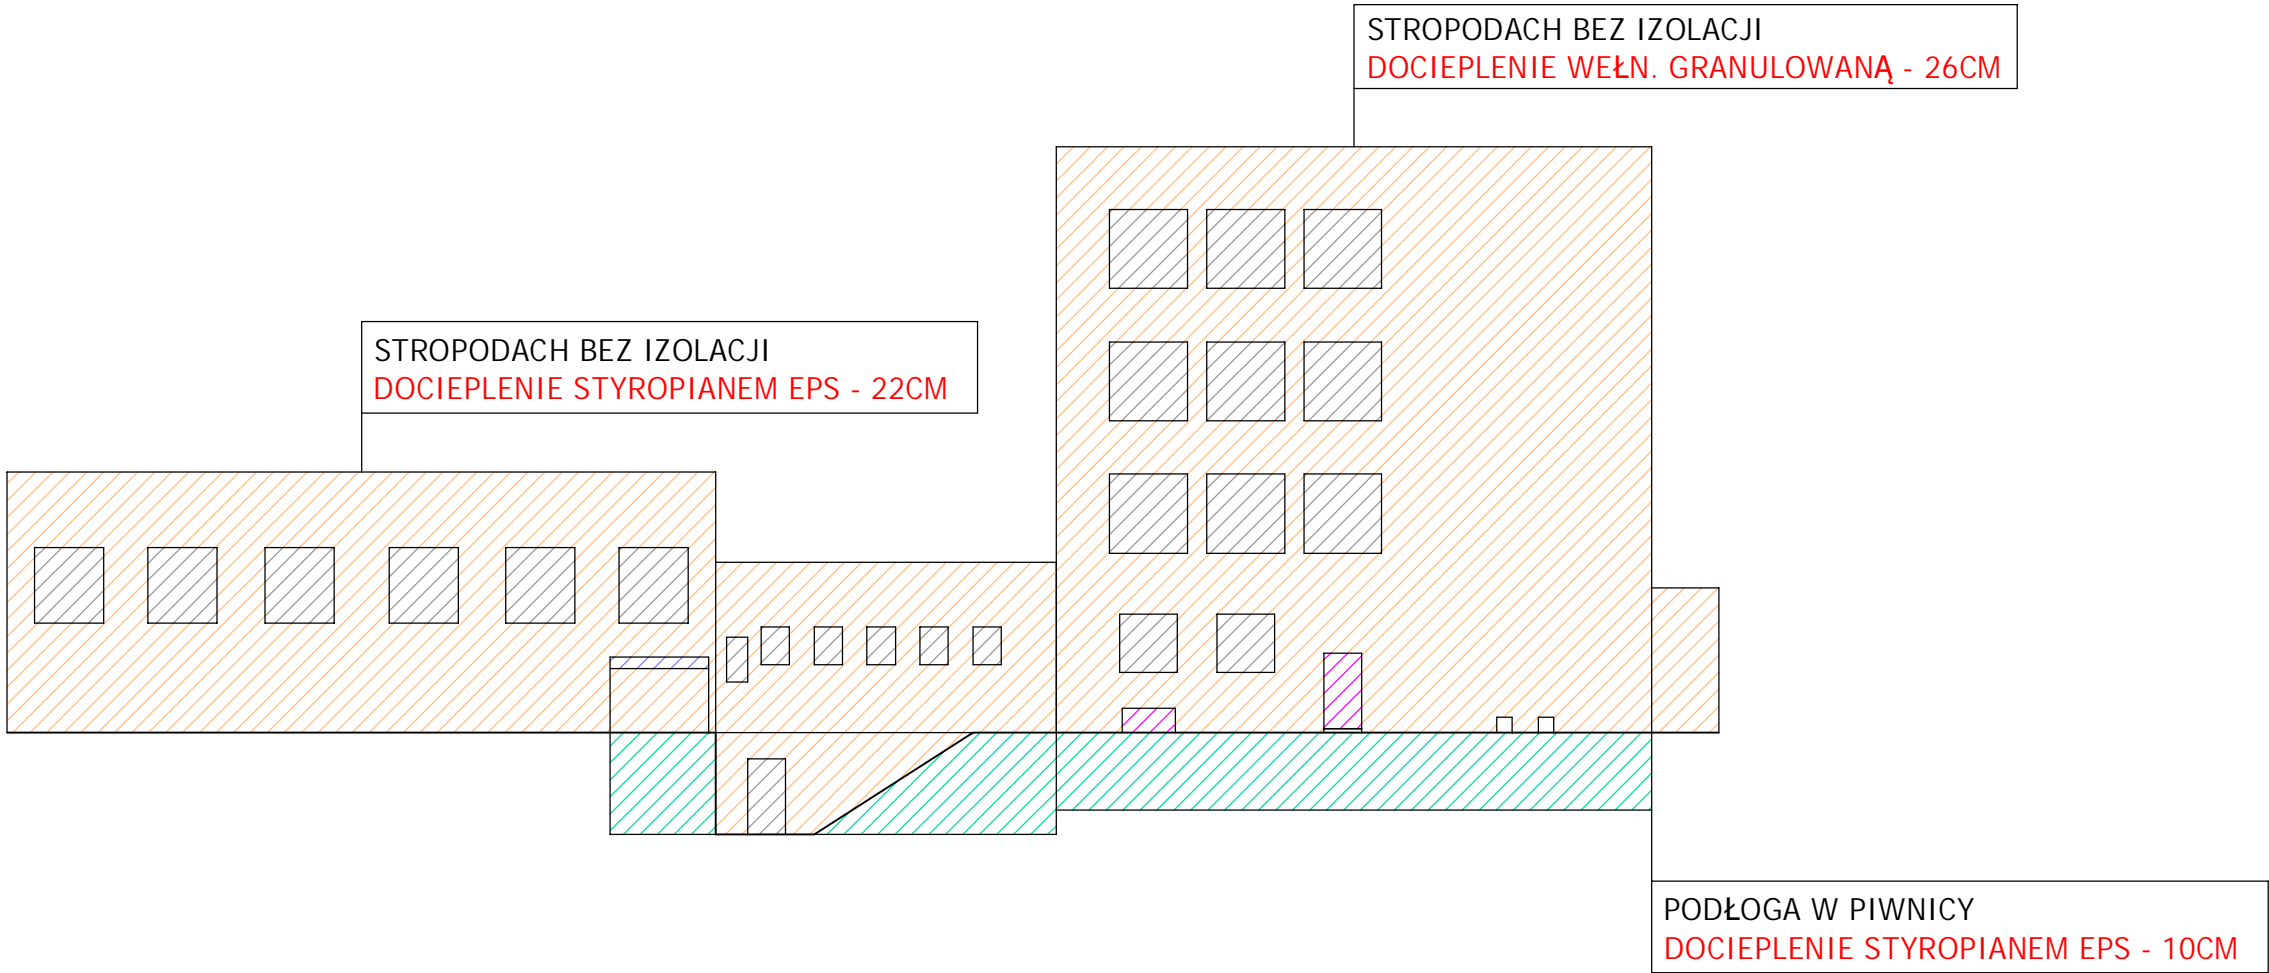 STROPODACH BEZ IZOLACJI
DOCIEPLENIE WEŁN. GRANULOWANĄ - 26CM
STROPODACH BEZ IZOLACJI
DOCIEPLENIE STYROPIANEM EPS - 22CM
PODŁOGA W PIWNICY
DOCIEPLENIE STYROPIANEM EPS - 10CM